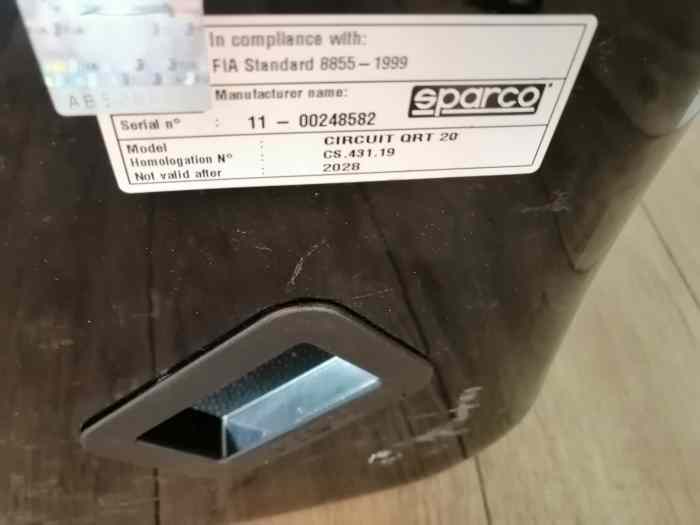 In compliance with:
FIA Standard 8855-1999
Manufacturer name: sparco
Serial n° : 11 - 00248582
Model : CIRCUIT QRT 20
Homologation N° : CS.431.19
Not valid after : 2028